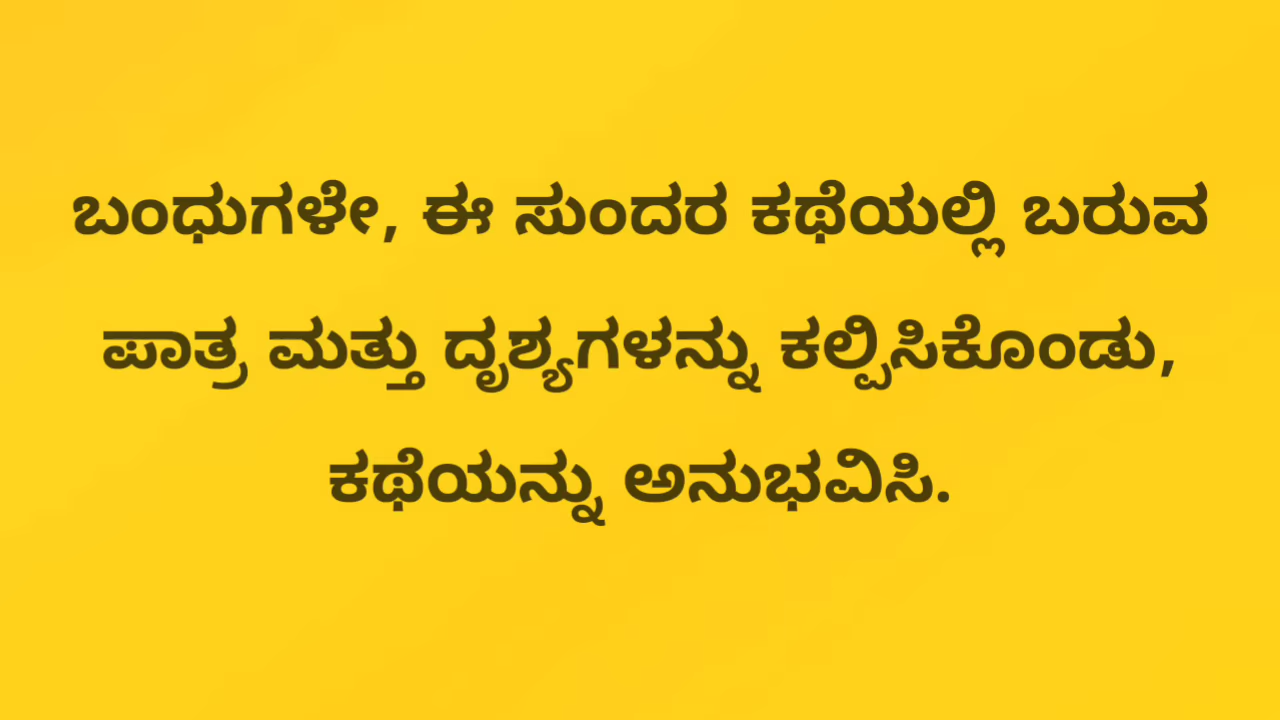 ಬಂಧುಗಳೇ, ಈ ಸುಂದರ ಕಥೆಯಲ್ಲಿ ಬರುವ
ಪಾತ್ರ ಮತ್ತು ದೃಶ್ಯಗಳನ್ನು ಕಲ್ಪಿಸಿಕೊಂಡು,
ಕಥೆಯನ್ನು ಅನುಭವಿಸಿ.